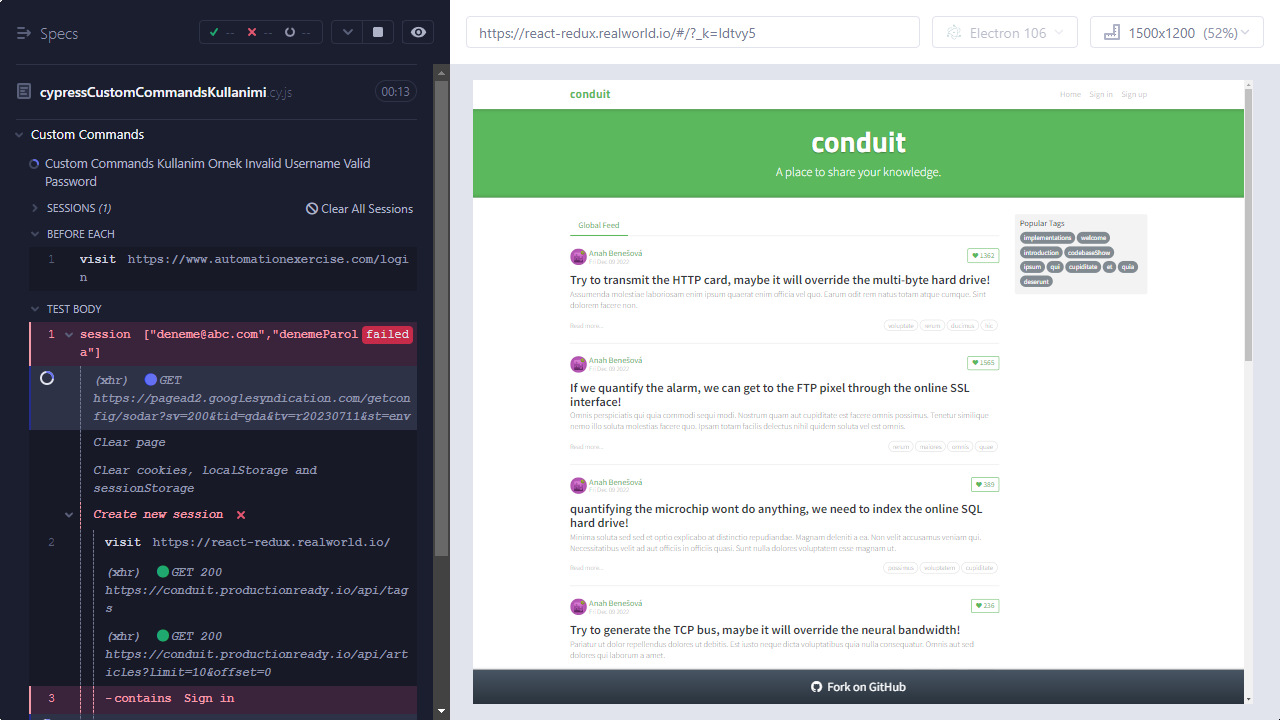 Specs
-- -- --
https://react-redux.realworld.io/#/?_k=ldtvy5
Electron 106
1500x1200 (52%)
cypressCustomCommandsKullanimi.cy.js
00:13
Custom Commands
Custom Commands Kullanim Ornek Invalid Username Valid
Password
SESSIONS (1)
Clear All Sessions
BEFORE EACH
1 visit https://www.automationexercise.com/logi
n
TEST BODY
1 session ["deneme@abc.com","denemeParol failed
a"]
(xhr) GET
https://pagead2.googlesyndication.com/getcon
fig/sodar?sv=200&tid=gda&tv=r20230711&st=env
Clear page
Clear cookies, localStorage and
sessionStorage
Create new session
2 visit https://react-redux.realworld.io/
(xhr) GET 200
https://conduit.productionready.io/api/tag
s
(xhr) GET 200
https://conduit.productionready.io/api/art
icles?limit=10&offset=0
3 -contains Sign in
conduit
Home Sign in Sign up
conduit
A place to share your knowledge.
Global Feed
Anah Benešová
Fri Dec 09 2022
1362
Try to transmit the HTTP card, maybe it will override the multi-byte hard drive!
Assumenda molestiae laboriosam enim ipsum quaerat enim officia vel quo. Earum odit rem natus totam atque cumque. Sint
dolorem facere non.
Read more...
voluptate rerum ducimus hic
Anah Benešová
Fri Dec 09 2022
1565
If we quantify the alarm, we can get to the FTP pixel through the online SSL
interface!
Omnis perspiciatis qui quia commodi sequi modi. Nostrum quam aut cupiditate est facere omnis possimus. Tenetur similique
nemo illo soluta molestias facere quo. Ipsam totam facilis delectus nihil quidem soluta vel est omnis.
Read more...
rerum maiores omnis quae
Anah Benešová
Fri Dec 09 2022
389
quantifying the microchip wont do anything, we need to index the online SQL
hard drive!
Minima soluta sed sed et optio explicabo at distinctio repudiandae. Magnam deleniti a ea. Non velit accusamus veniam qui.
Necessitatibus velit ad aut officiis in officiis quasi. Sunt nulla dolores voluptatem esse magnam ut.
Read more...
possimus voluptatem cupiditate
Anah Benešová
Fri Dec 09 2022
236
Try to generate the TCP bus, maybe it will override the neural bandwidth!
Pariatur ut dolor repellendus dolores ut debitis. Est iusto neque dicta voluptatibus quia nulla consequatur. Omnis aut sed
dolores qui laborum a amet.
Popular Tags
implementations welcome
introduction codebaseShow
ipsum qui cupiditate et quia
deserunt
Fork on GitHub